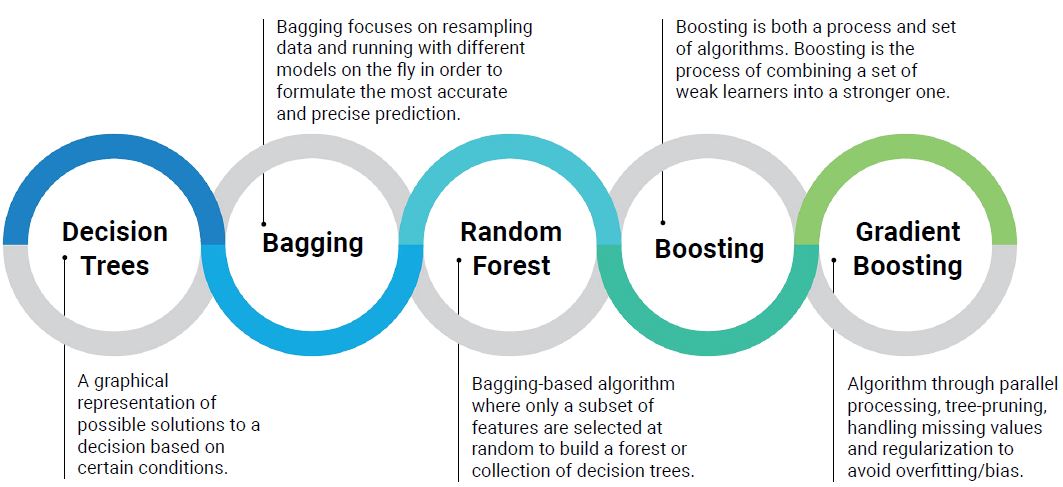 Bagging focuses on resampling
data and running with different
models on the fly in order to
formulate the most accurate
and precise prediction.
Boosting is both a process and set
of algorithms. Boosting is the
process of combining a set of
weak learners into a stronger one.
Decision
Trees
Bagging
Random
Forest
Boosting
Gradient
Boosting
A graphical
representation of
possible solutions to a
decision based on
certain conditions.
Bagging-based algorithm
where only a subset of
features are selected at
random to build a forest or
collection of decision trees.
Algorithm through parallel
processing, tree-pruning,
handling missing values
and regularization to
avoid overfitting/bias.